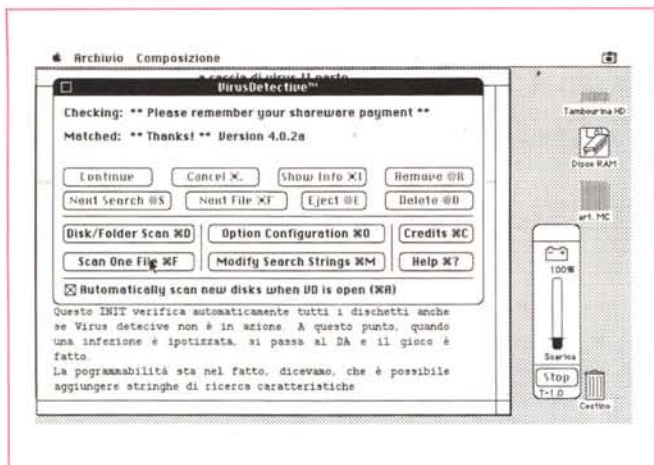 Archivio Composizione
a caccia di virus II parte
VirusDetective™
Checking: ** Please remember your shareware payment **
Matched: ** Thanks! ** Version 4.0.2a
Continue Cancel ⌘. Show Info ⌘I Remove @R
Next Search @S Next File ⌘F Eject @E Delete @D
Disk/Folder Scan ⌘D Option Configuration ⌘O Credits ⌘C
Scan One File ⌘F Modify Search Strings ⌘M Help ⌘?
Automatically scan new disks when VD is open (⌘A)
Questo INIT verifica automaticamente tutti i dischetti anche
se Virus detecive non è in azione. A questo punto, quando
una infezione è ipotizzata, si passa al DA e il gioco è
fatto.
La pogrammabilità sta nel fatto, dicevamo, che è possibile
aggiungere stringhe di ricerca caratteristiche
Tambourina HD
Disco RAM
art. MC
100%
Scarica
Stop
T=1.0
Cestino